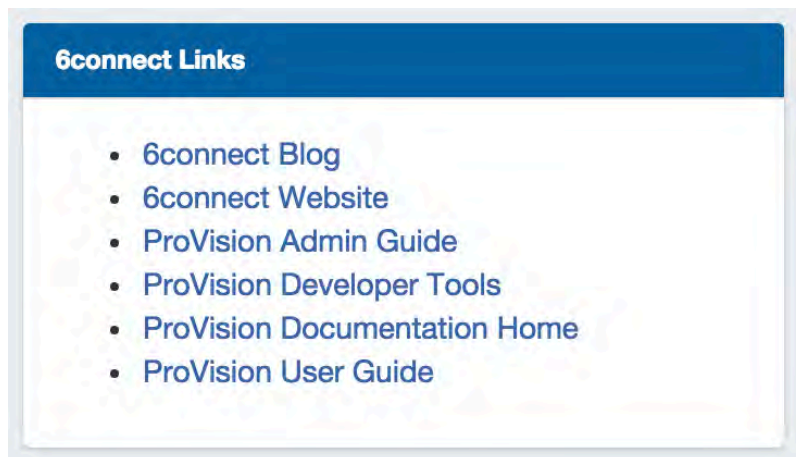 6connect Links
6connect Blog
6connect Website
ProVision Admin Guide
ProVision Developer Tools
ProVision Documentation Home
ProVision User Guide